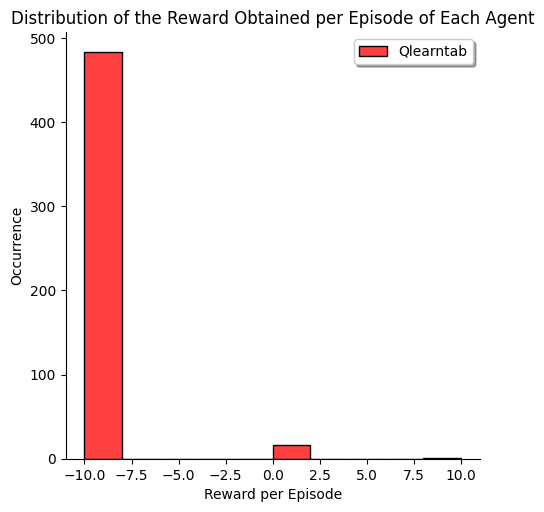 Distribution of the Reward Obtained per Episode of Each Agent
Qlearntab
500
400
300
200
100
0
Occurrence
−10.0 −7.5 −5.0 −2.5 0.0 2.5 5.0 7.5 10.0
Reward per Episode